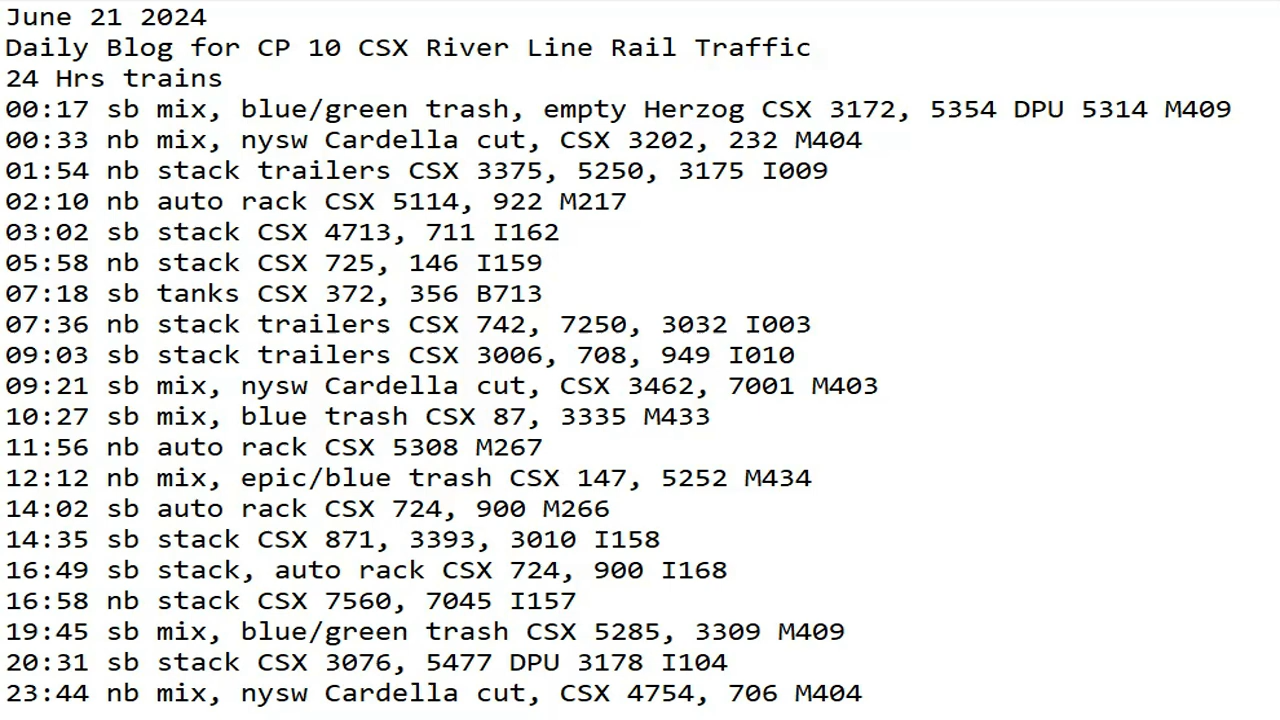 June 21 2024
Daily Blog for CP 10 CSX River Line Rail Traffic
24 Hrs trains
00:17 sb mix, blue/green trash, empty Herzog CSX 3172, 5354 DPU 5314 M409
00:33 nb mix, nysw Cardella cut, CSX 3202, 232 M404
01:54 nb stack trailers CSX 3375, 5250, 3175 I009
02:10 nb auto rack CSX 5114, 922 M217
03:02 sb stack CSX 4713, 711 I162
05:58 nb stack CSX 725, 146 I159
07:18 sb tanks CSX 372, 356 B713
07:36 nb stack trailers CSX 742, 7250, 3032 I003
09:03 sb stack trailers CSX 3006, 708, 949 I010
09:21 sb mix, nysw Cardella cut, CSX 3462, 7001 M403
10:27 sb mix, blue trash CSX 87, 3335 M433
11:56 nb auto rack CSX 5308 M267
12:12 nb mix, epic/blue trash CSX 147, 5252 M434
14:02 sb auto rack CSX 724, 900 M266
14:35 sb stack CSX 871, 3393, 3010 I158
16:49 sb stack, auto rack CSX 724, 900 I168
16:58 nb stack CSX 7560, 7045 I157
19:45 sb mix, blue/green trash CSX 5285, 3309 M409
20:31 sb stack CSX 3076, 5477 DPU 3178 I104
23:44 nb mix, nysw Cardella cut, CSX 4754, 706 M404